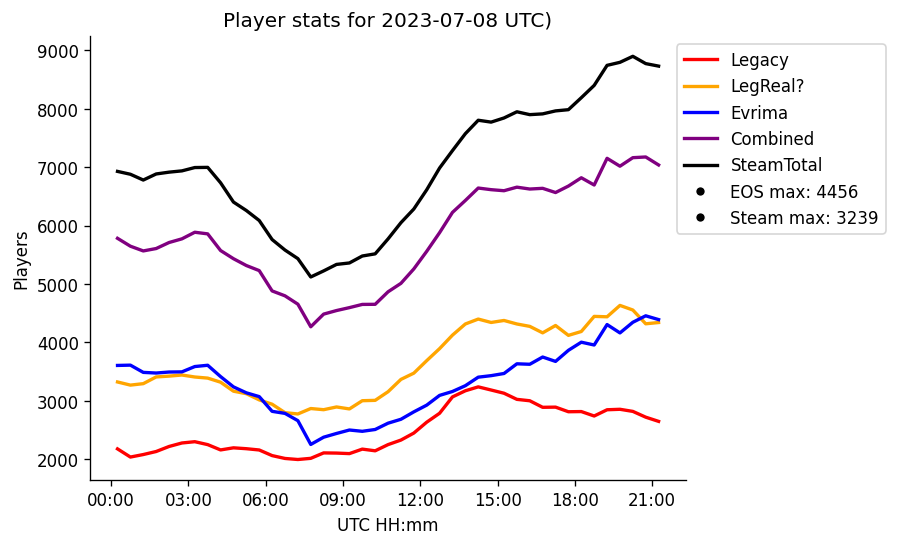 Player stats for 2023-07-08 UTC)
9000
8000
7000
6000
5000
4000
3000
2000
Players
00:00 03:00 06:00 09:00 12:00 15:00 18:00 21:00
UTC HH:mm
Legacy
LegReal?
Evrima
Combined
SteamTotal
EOS max: 4456
Steam max: 3239